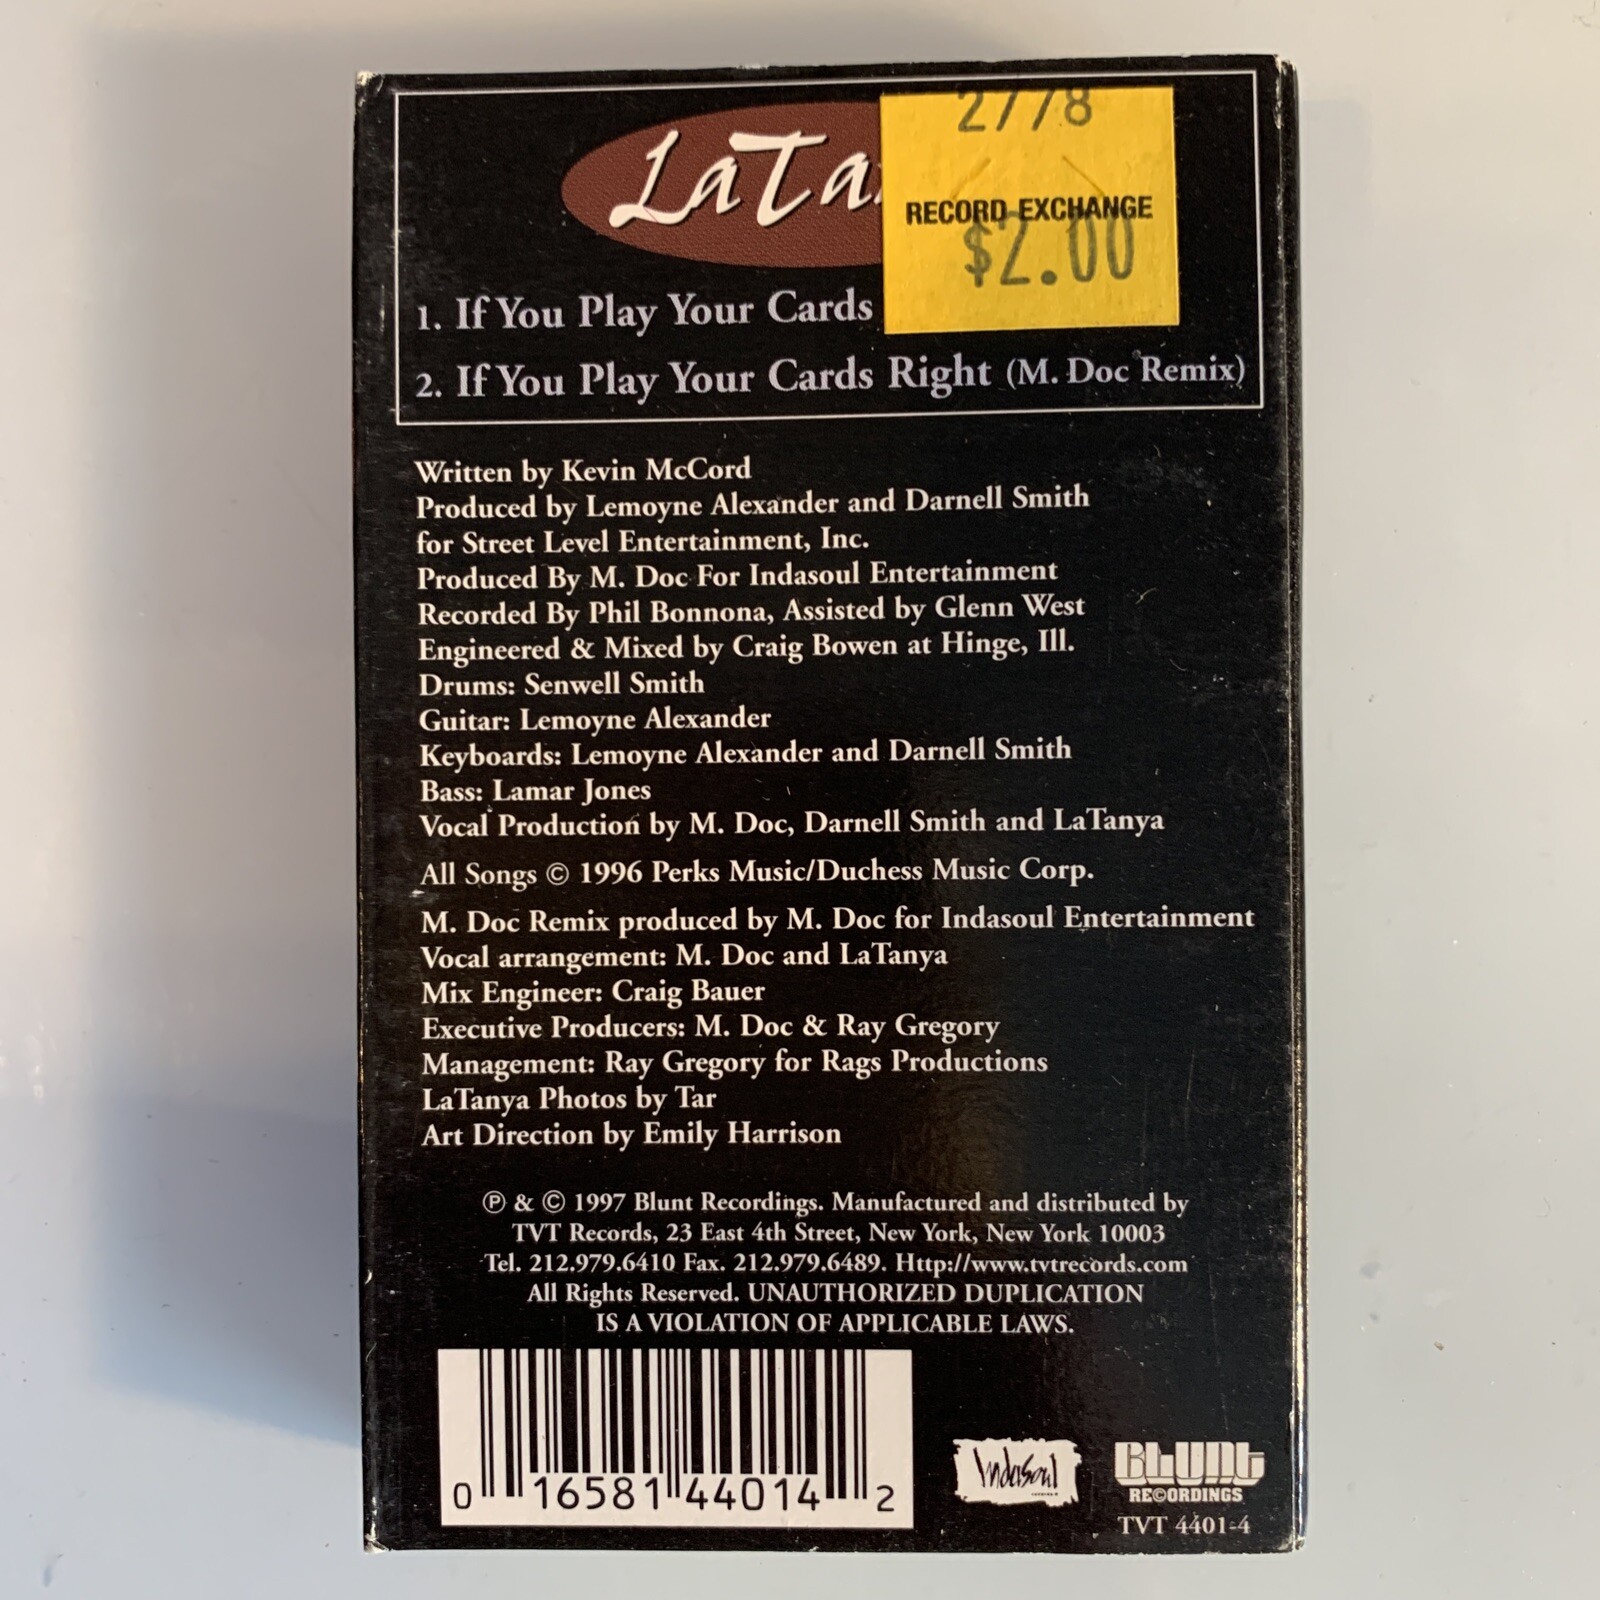 LaTa
2778
RECORD EXCHANGE
$2.00
1. If You Play Your Cards
2. If You Play Your Cards Right (M. Doc Remix)
Written by Kevin McCord
Produced by Lemoyne Alexander and Darnell Smith
for Street Level Entertainment, Inc.
Produced By M. Doc For Indasoul Entertainment
Recorded By Phil Bonnona, Assisted by Glenn West
Engineered & Mixed by Craig Bowen at Hinge, Ill.
Drums: Senwell Smith
Guitar: Lemoyne Alexander
Keyboards: Lemoyne Alexander and Darnell Smith
Bass: Lamar Jones
Vocal Production by M. Doc, Darnell Smith and LaTanya
All Songs © 1996 Perks Music/Duchess Music Corp.
M. Doc Remix produced by M. Doc for Indasoul Entertainment
Vocal arrangement: M. Doc and LaTanya
Mix Engineer: Craig Bauer
Executive Producers: M. Doc & Ray Gregory
Management: Ray Gregory for Rags Productions
LaTanya Photos by Tar
Art Direction by Emily Harrison
℗ & © 1997 Blunt Recordings. Manufactured and distributed by
TVT Records, 23 East 4th Street, New York, New York 10003
Tel. 212.979.6410 Fax. 212.979.6489. Http://www.tvtrecords.com
All Rights Reserved. UNAUTHORIZED DUPLICATION
IS A VIOLATION OF APPLICABLE LAWS.
0 16581 44014 2
IndaSoul
BLUNT
RECORDINGS
TVT 4401-4